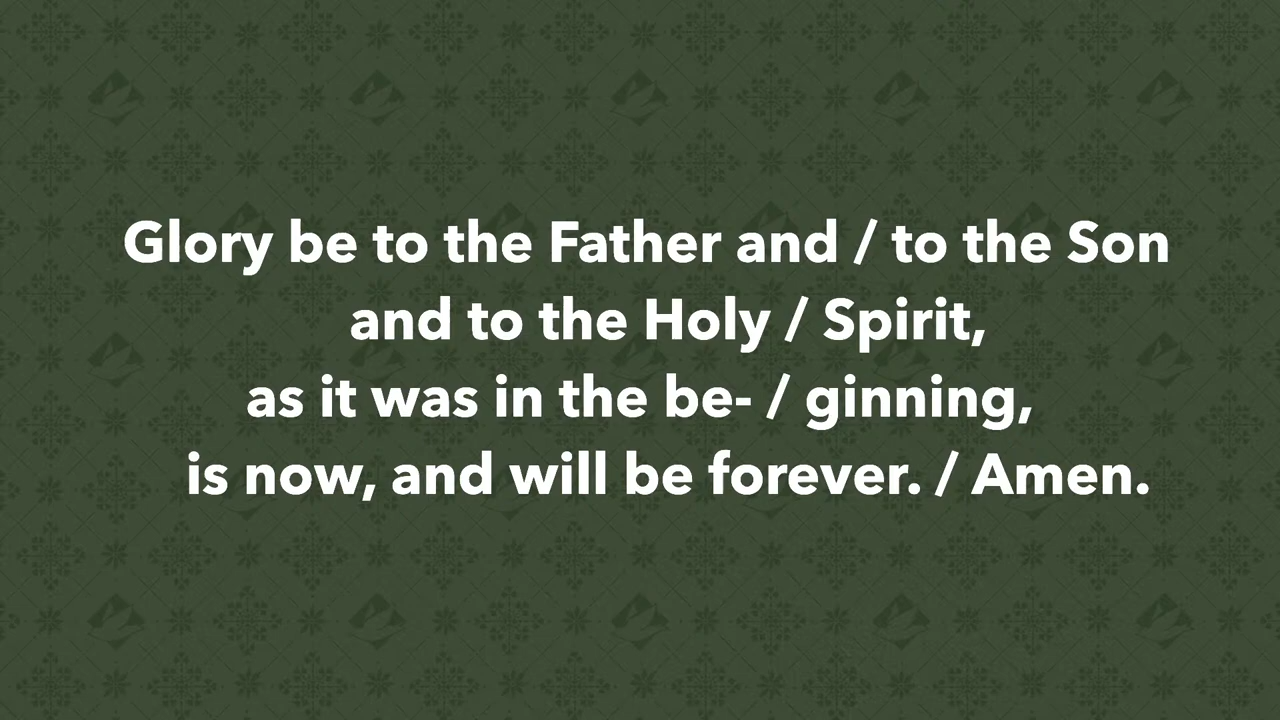 Glory be to the Father and / to the Son
and to the Holy / Spirit,
as it was in the be- / ginning,
is now, and will be forever. / Amen.